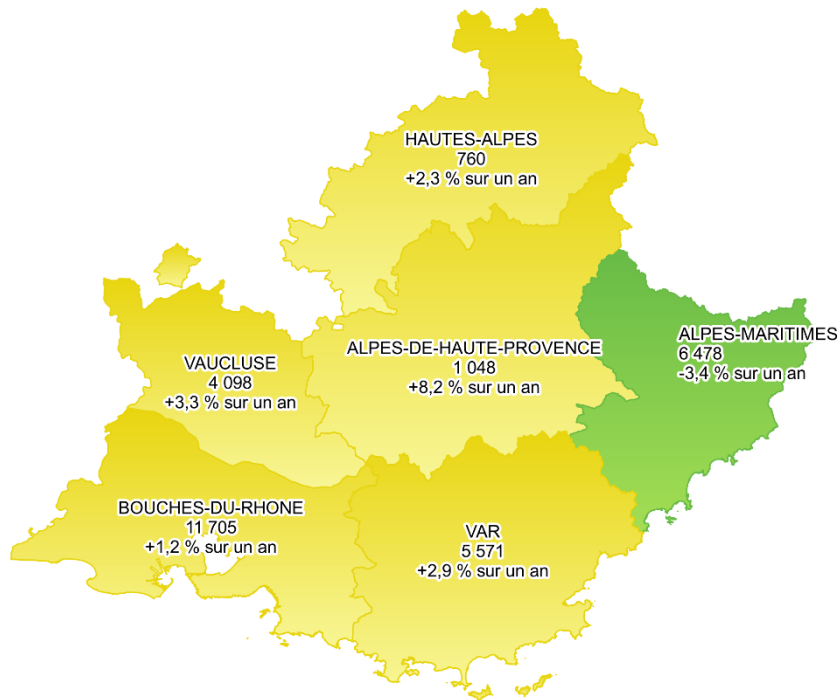 HAUTES-ALPES
760
+2,3 % sur un an
ALPES-MARITIMES
6 478
-3,4 % sur un an
ALPES-DE-HAUTE-PROVENCE
1 048
+8,2 % sur un an
VAUCLUSE
4 098
+3,3 % sur un an
BOUCHES-DU-RHONE
11 705
+1,2 % sur un an
VAR
5 571
+2,9 % sur un an